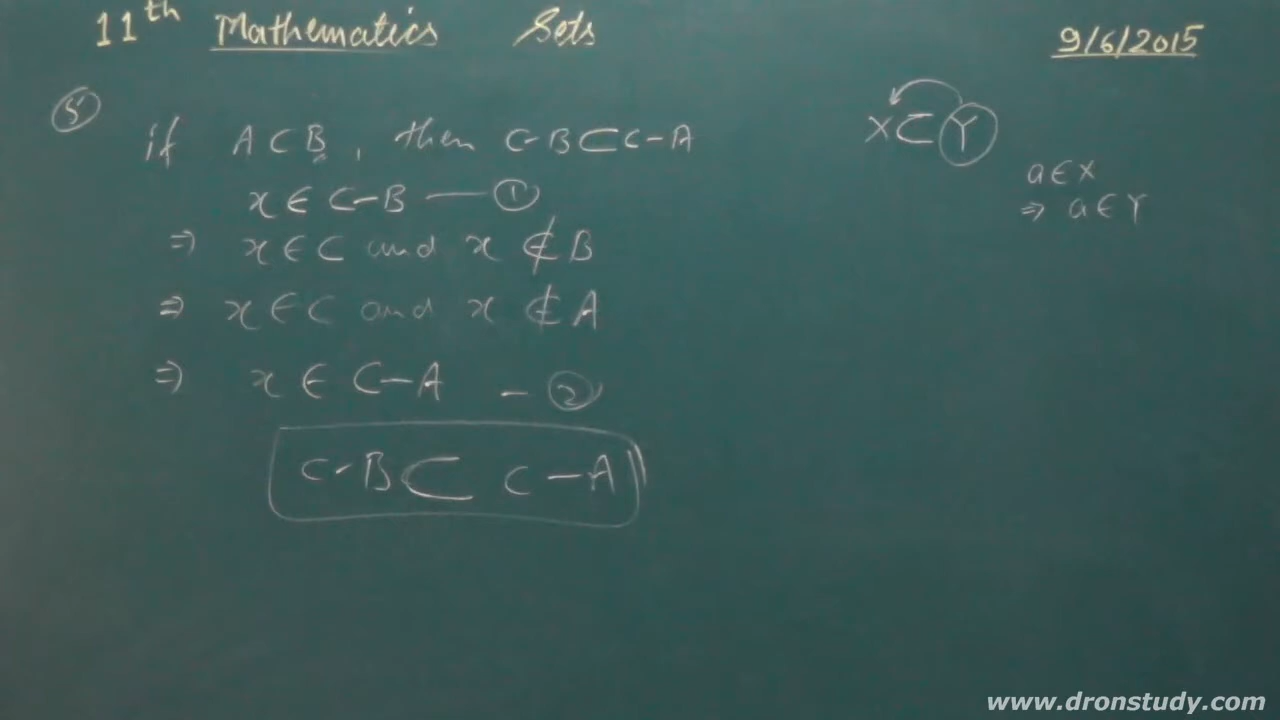 11th Mathematics Sets 9/6/2015
(5) if A ⊂ B, then C-B ⊂ C-A
x ∈ C-B — (1)
⇒ x ∈ C and x ∉ B
⇒ x ∈ C and x ∉ A
⇒ x ∈ C-A - (2)
C-B ⊂ C-A
X ⊂ Y
a ∈ X
⇒ a ∈ Y
www.dronstudy.com